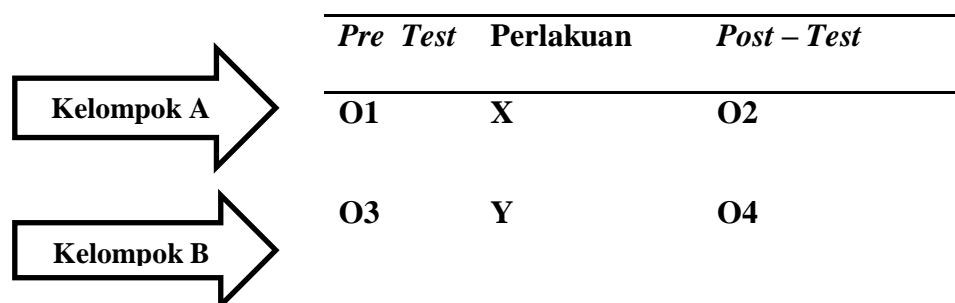 Pre Test Perlakuan Post – Test
Kelompok A O1 X O2
Kelompok B O3 Y O4